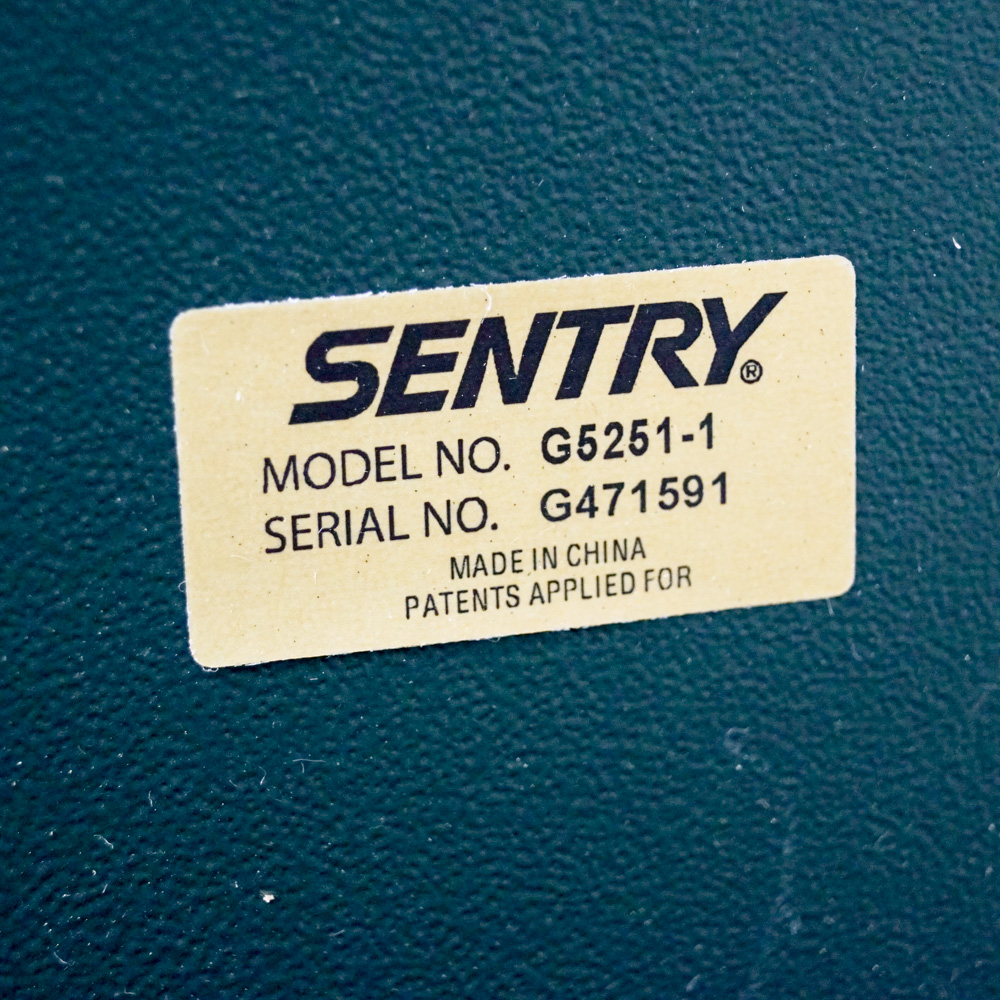 SENTRY®
MODEL NO. G5251-1
SERIAL NO. G471591
MADE IN CHINA
PATENTS APPLIED FOR